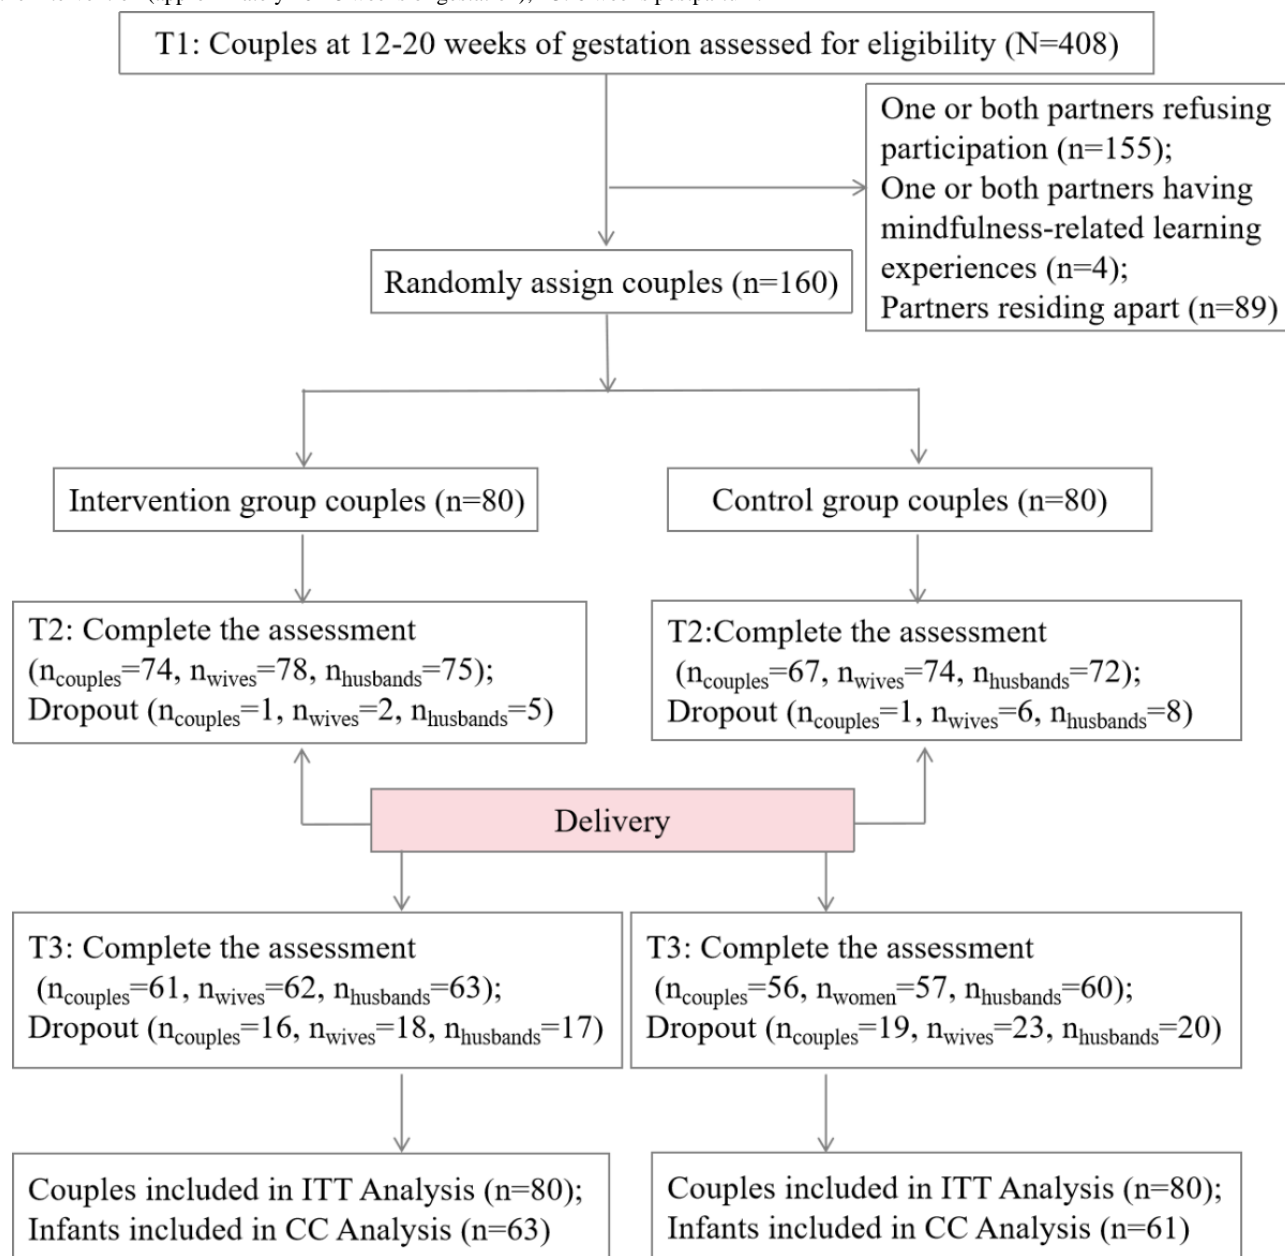 T1: Couples at 12-20 weeks of gestation assessed for eligibility (N=408)
One or both partners refusing
participation (n=155);
One or both partners having
mindfulness-related learning
experiences (n=4);
Partners residing apart (n=89)
Randomly assign couples (n=160)
Intervention group couples (n=80)
Control group couples (n=80)
T2: Complete the assessment
(ncouples=74, nwives=78, nhusbands=75);
Dropout (ncouples=1, nwives=2, nhusbands=5)
T2:Complete the assessment
(ncouples=67, nwives=74, nhusbands=72);
Dropout (ncouples=1, nwives=6, nhusbands=8)
Delivery
T3: Complete the assessment
(ncouples=61, nwives=62, nhusbands=63);
Dropout (ncouples=16, nwives=18, nhusbands=17)
T3: Complete the assessment
(ncouples=56, nwomen=57, nhusbands=60);
Dropout (ncouples=19, nwives=23, nhusbands=20)
Couples included in ITT Analysis (n=80);
Infants included in CC Analysis (n=63)
Couples included in ITT Analysis (n=80);
Infants included in CC Analysis (n=61)